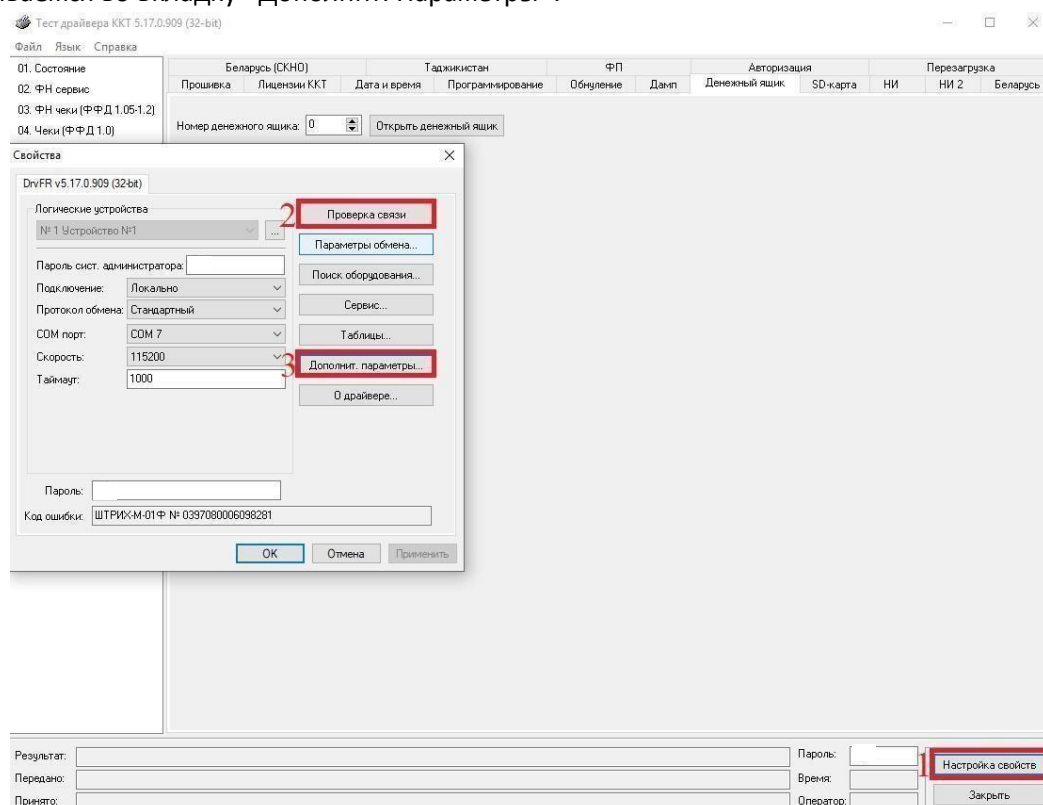 вкладку "Дополнит. Параметры".
Тест драйвера ККТ 5.17.0.909 (32-bit)
Файл Язык Справка
01. Состояние
02. ФН сервис
03. ФН чеки (ФФД 1.05-1.2)
04. Чеки (ФФД 1.0)
Беларусь (СКНО) Таджикистан ФП Авторизация Перезагрузка
Прошивка Лицензии ККТ Дата и время Программирование Обнуление Дамп Денежный ящик SD-карта НИ НИ 2 Беларусь
Номер денежного ящика: 0 Открыть денежный ящик
Свойства
DrvFR v5.17.0.909 (32-bit)
Логические устройства
№ 1 Устройство №1 ...
Пароль сист. администратора:
Подключение: Локально
Протокол обмена: Стандартный
COM порт: COM 7
Скорость: 115200
Таймаут: 1000
2 Проверка связи
Параметры обмена...
Поиск оборудования...
Сервис...
Таблицы...
3 Дополнит. параметры...
О драйвере...
Пароль:
Код ошибки: ШТРИХ-М-01Ф № 0397080006098281
OK Отмена Применить
Результат:
Передано:
Принято:
Пароль:
Время:
Оператор:
1 Настройка свойств
Закрыть